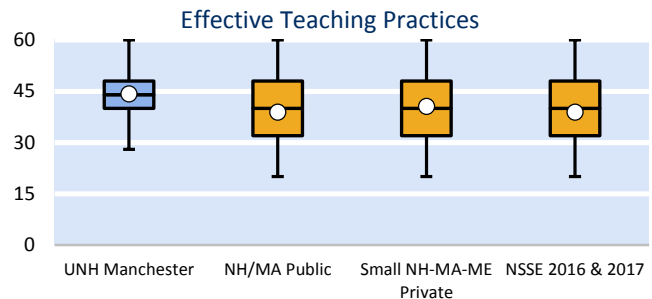 Effective Teaching Practices
60
45
30
15
0
UNH Manchester
NH/MA Public
Small NH-MA-ME
Private
NSSE 2016 & 2017